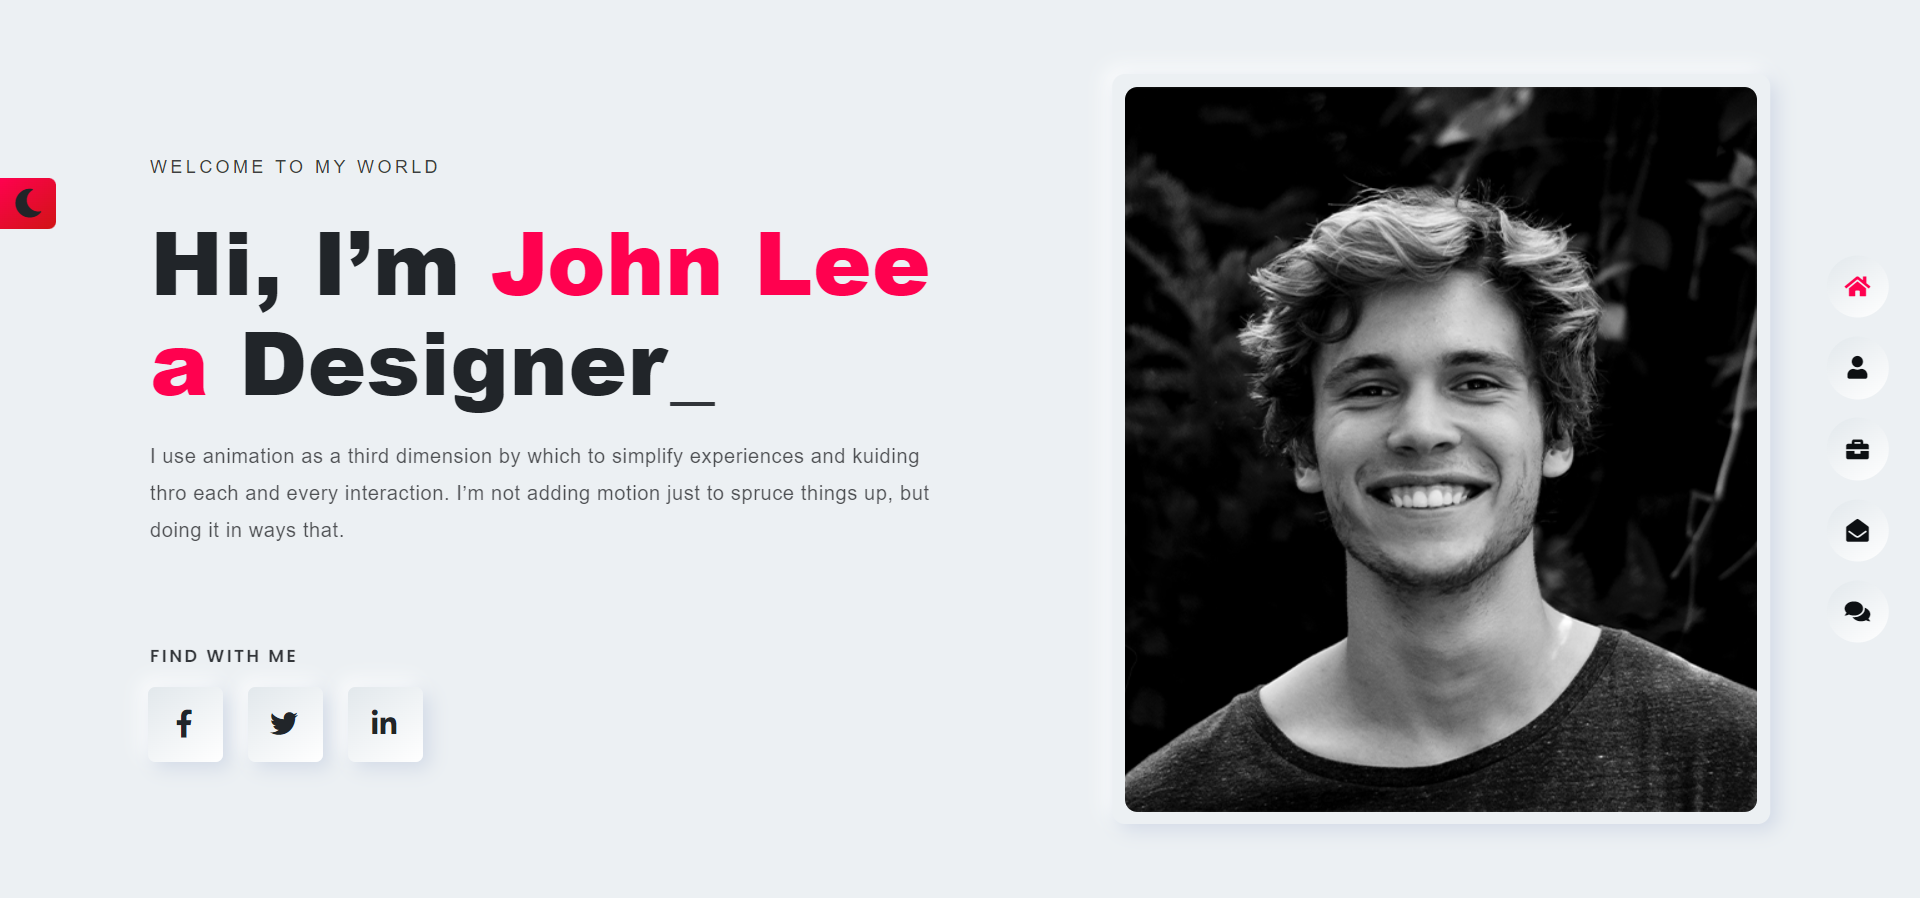 WELCOME TO MY WORLD
Hi, I’m John Lee
a Designer_
I use animation as a third dimension by which to simplify experiences and kuiding
thro each and every interaction. I’m not adding motion just to spruce things up, but
doing it in ways that.
FIND WITH ME